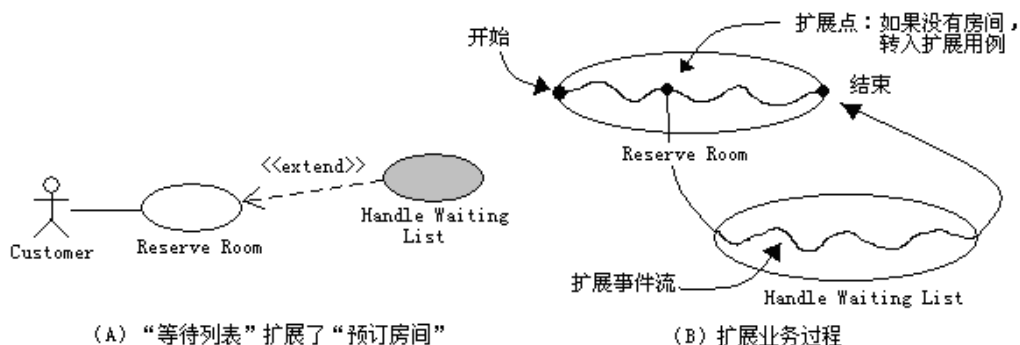 <<extend>>
Customer
Reserve Room
Handle Waiting
List
(A) “等待列表”扩展了“预订房间”
开始
扩展点：如果没有房间，
转入扩展用例
结束
Reserve Room
扩展事件流
Handle Waiting List
(B) 扩展业务过程